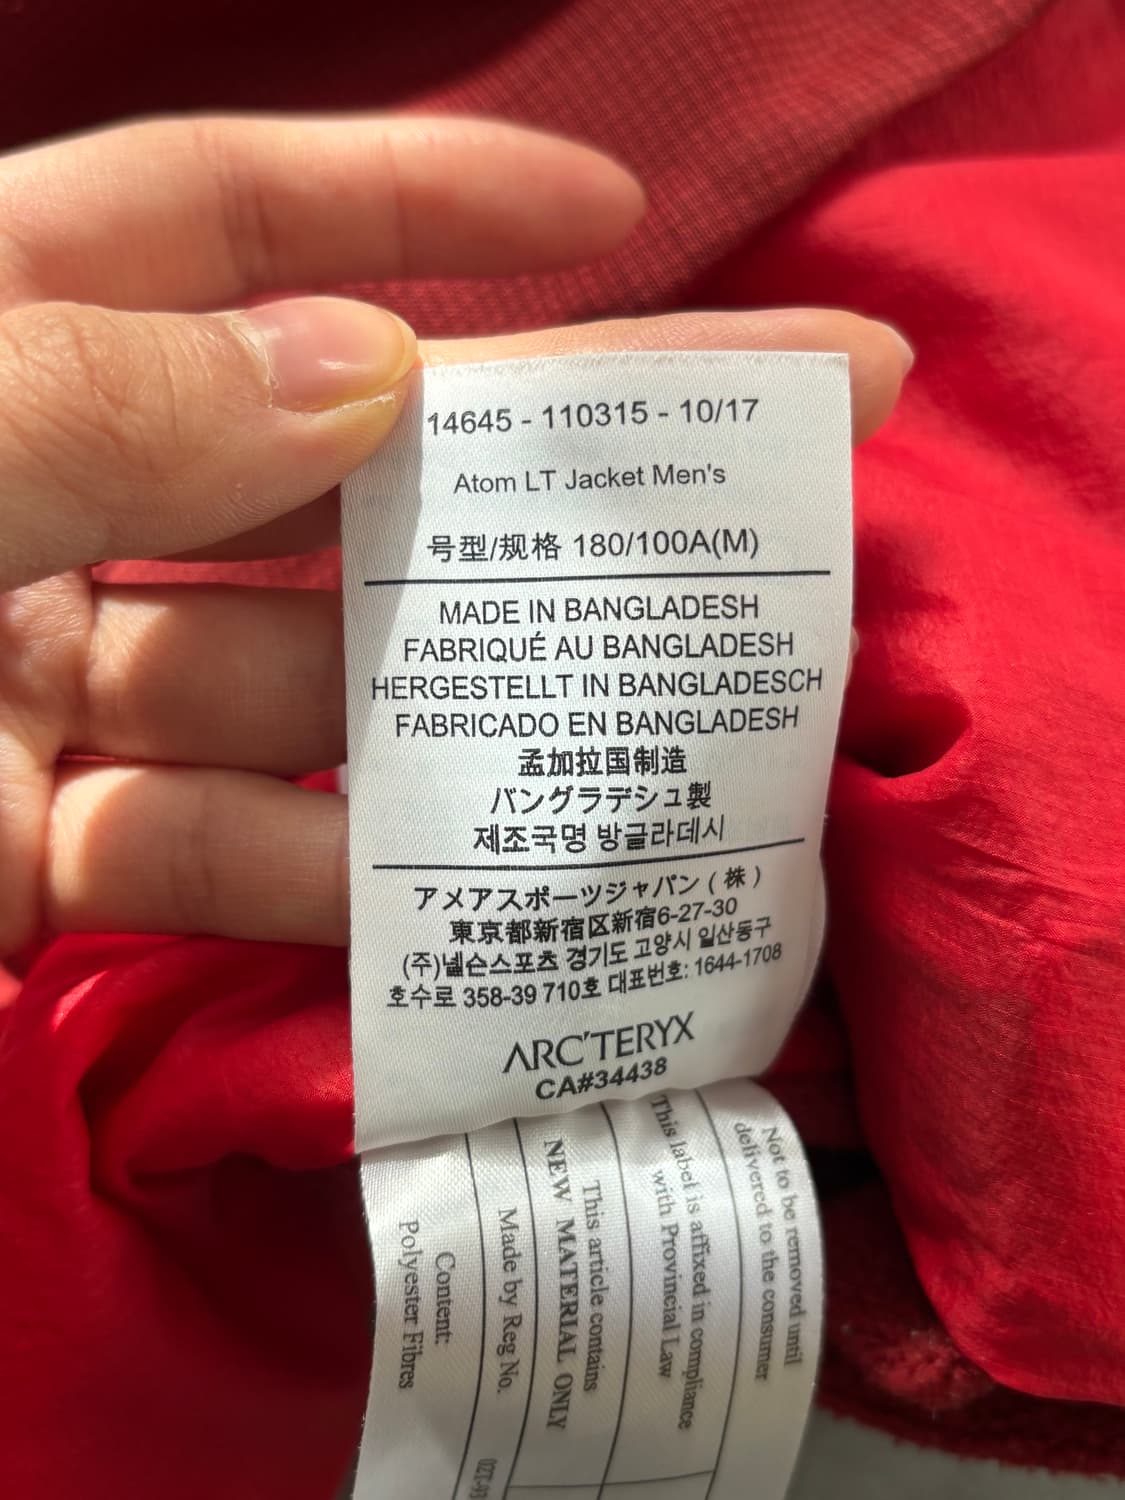 14645 - 110315 - 10/17
Atom LT Jacket Men's
号型/规格 180/100A(M)
MADE IN BANGLADESH
FABRIQUÉ AU BANGLADESH
HERGESTELLT IN BANGLADESCH
FABRICADO EN BANGLADESH
孟加拉国制造
バングラデシュ製
제조국명 방글라데시
アメアスポーツジャパン ( 株 )
東京都新宿区新宿6-27-30
(주)넬슨스포츠 경기도 고양시 일산동구
호수로 358-39 710호 대표번호: 1644-1708
ARC'TERYX
CA#34438
Not to be removed until
delivered to the consumer
This label is affixed in compliance
with Provincial Law
This article contains
NEW MATERIAL ONLY
Made by Reg No.
Content:
Polyester Fibres